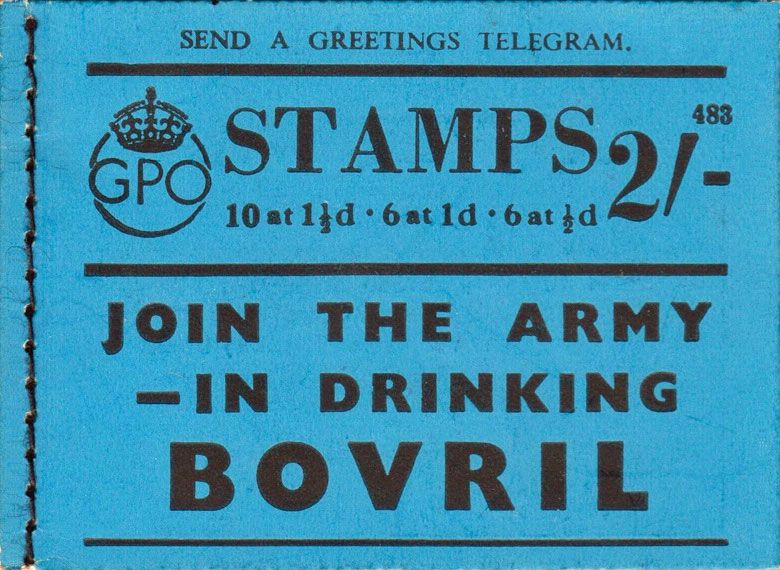 SEND A GREETINGS TELEGRAM.
483
GPO STAMPS 2/-
10 at 1½d · 6 at 1d · 6 at ½d
JOIN THE ARMY
—IN DRINKING
BOVRIL